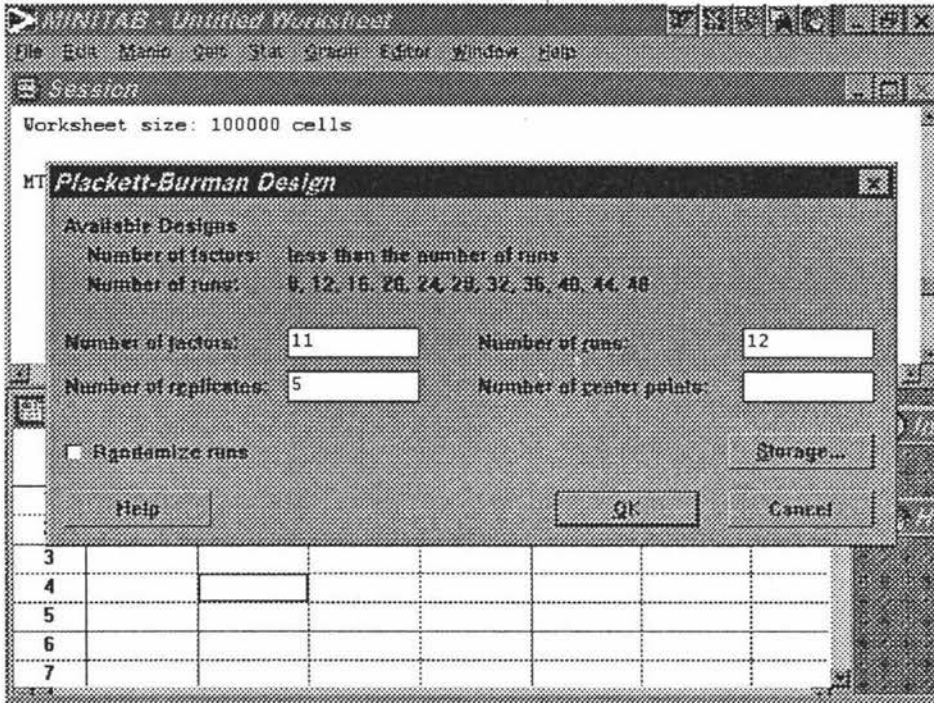 MINITAB - Untitled Worksheet
File Edit Manip Calc Stat Graph Editor Window Help
Session
Worksheet size: 100000 cells
MT
Plackett-Burman Design
Available Designs
Number of factors: less than the number of runs
Number of runs: 8, 12, 16, 20, 24, 28, 32, 36, 40, 44, 48
Number of factors: 11 Number of runs: 12
Number of replicates: 5 Number of center points:
Randomize runs Storage...
Help OK Cancel
3
4
5
6
7